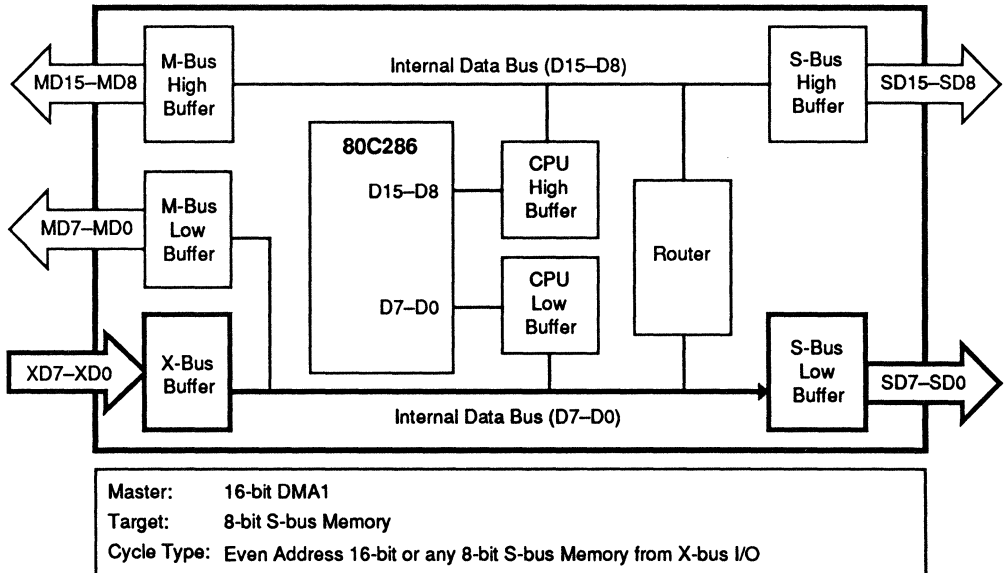 M-Bus
High
Buffer
MD15–MD8
Internal Data Bus (D15–D8)
S-Bus
High
Buffer
SD15–SD8
80C286
D15–D8
CPU
High
Buffer
M-Bus
Low
Buffer
MD7–MD0
Router
D7–D0
CPU
Low
Buffer
XD7–XD0
X-Bus
Buffer
S-Bus
Low
Buffer
SD7–SD0
Internal Data Bus (D7–D0)
Master: 16-bit DMA1
Target: 8-bit S-bus Memory
Cycle Type: Even Address 16-bit or any 8-bit S-bus Memory from X-bus I/O